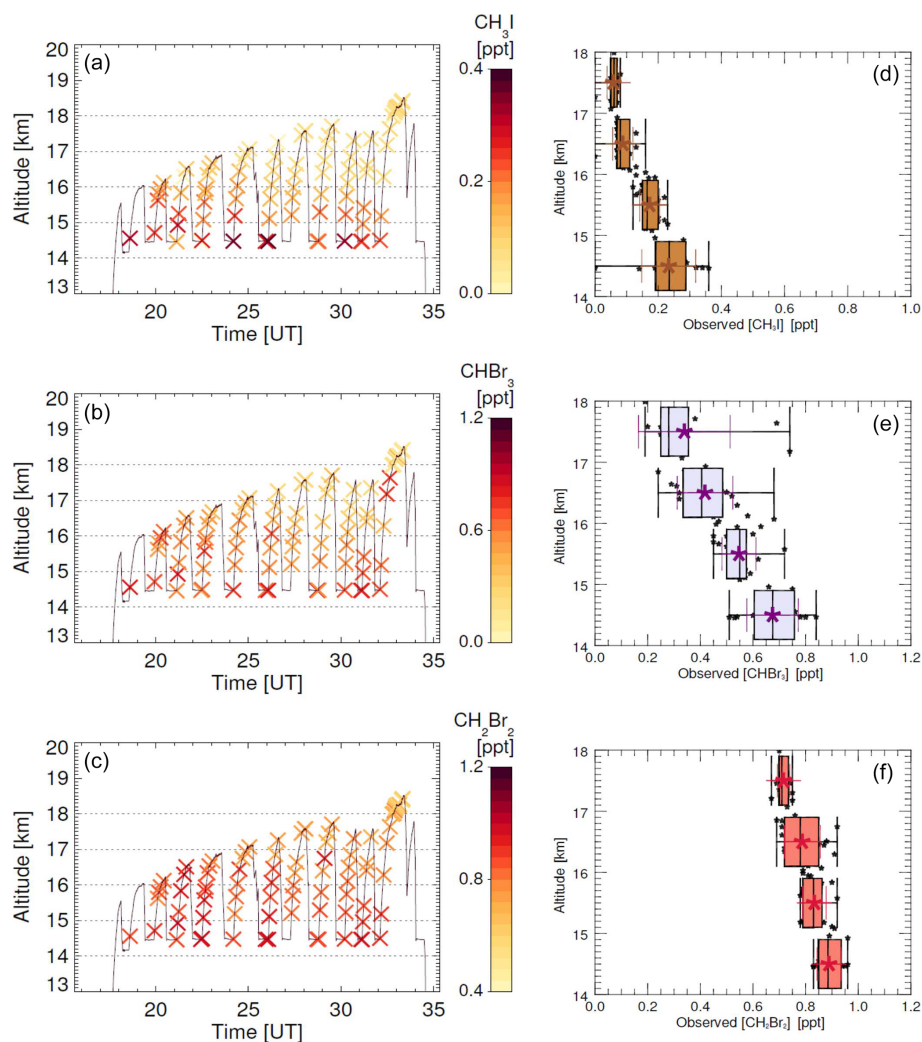 CH3I
[ppt]
(a)
20
19
18
17
16
15
14
13
Altitude [km]
20 25 30 35
Time [UT]
0.4
0.2
0.0
(d)
18
17
16
15
14
Altitude [km]
0.0 0.2 0.4 0.6 0.8 1.0
Observed [CH3I] [ppt]
CHBr3
[ppt]
(b)
20
19
18
17
16
15
14
13
Altitude [km]
20 25 30 35
Time [UT]
1.2
0.6
0.0
(e)
18
17
16
15
14
Altitude [km]
0.0 0.2 0.4 0.6 0.8 1.0 1.2
Observed [CHBr3] [ppt]
CH2Br2
[ppt]
(c)
20
19
18
17
16
15
14
13
Altitude [km]
20 25 30 35
Time [UT]
1.2
0.8
0.4
(f)
18
17
16
15
14
Altitude [km]
0.0 0.2 0.4 0.6 0.8 1.0 1.2
Observed [CH2Br2] [ppt]